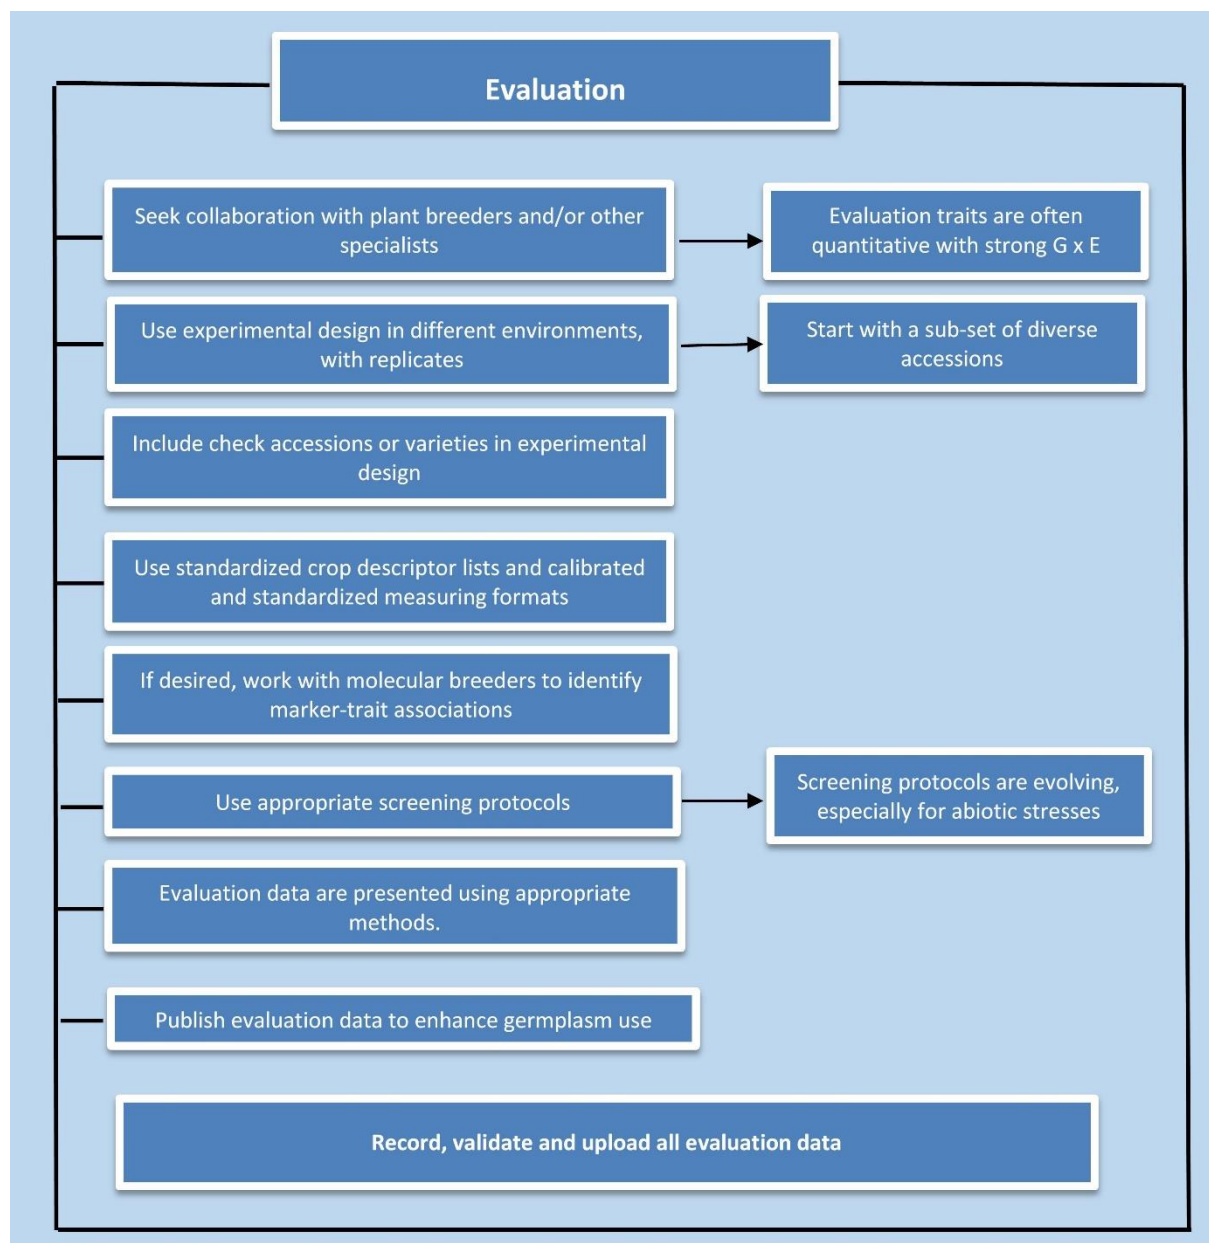 Evaluation
Seek collaboration with plant breeders and/or other
specialists
Evaluation traits are often
quantitative with strong G x E
Use experimental design in different environments,
with replicates
Start with a sub-set of diverse
accessions
Include check accessions or varieties in experimental
design
Use standardized crop descriptor lists and calibrated
and standardized measuring formats
If desired, work with molecular breeders to identify
marker-trait associations
Use appropriate screening protocols
Screening protocols are evolving,
especially for abiotic stresses
Evaluation data are presented using appropriate
methods.
Publish evaluation data to enhance germplasm use
Record, validate and upload all evaluation data